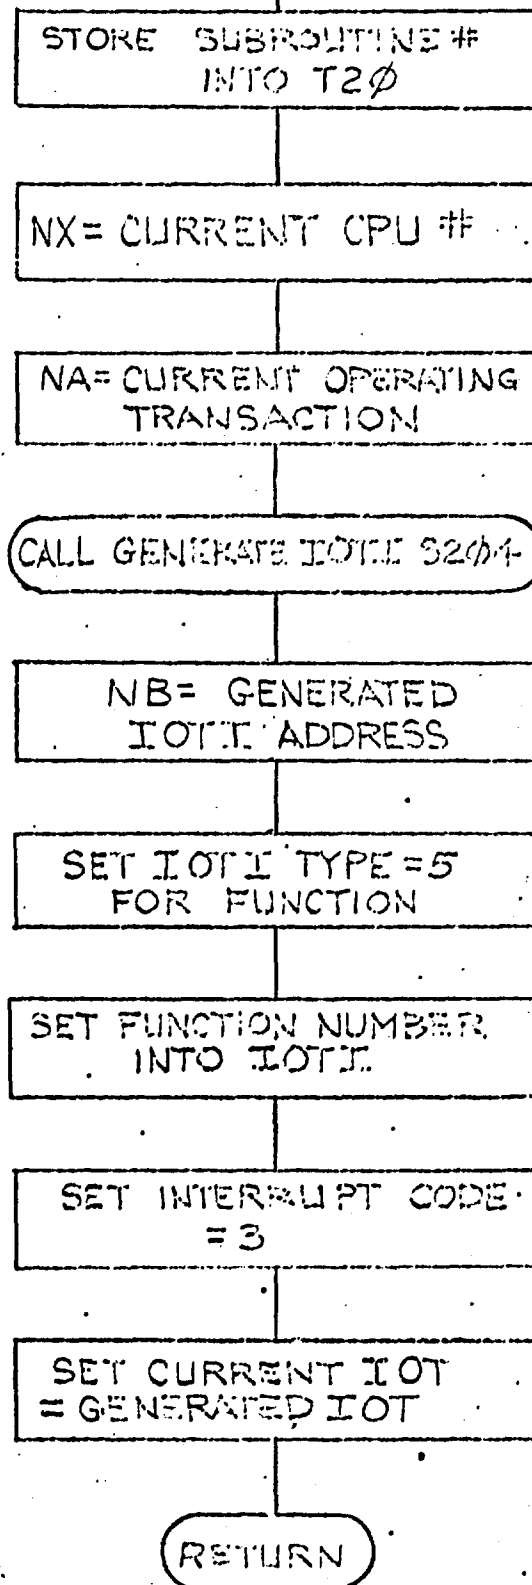 STORE SUBROUTINE #
INTO T2Ø
NX= CURRENT CPU #
NA= CURRENT OPERATING
TRANSACTION
CALL GENERATE IOTI S2Ø4
NB= GENERATED
IOTI ADDRESS
SET IOTI TYPE=5
FOR FUNCTION
SET FUNCTION NUMBER
INTO IOTI
SET INTERRUPT CODE
=3
SET CURRENT IOT
= GENERATED IOT
RETURN